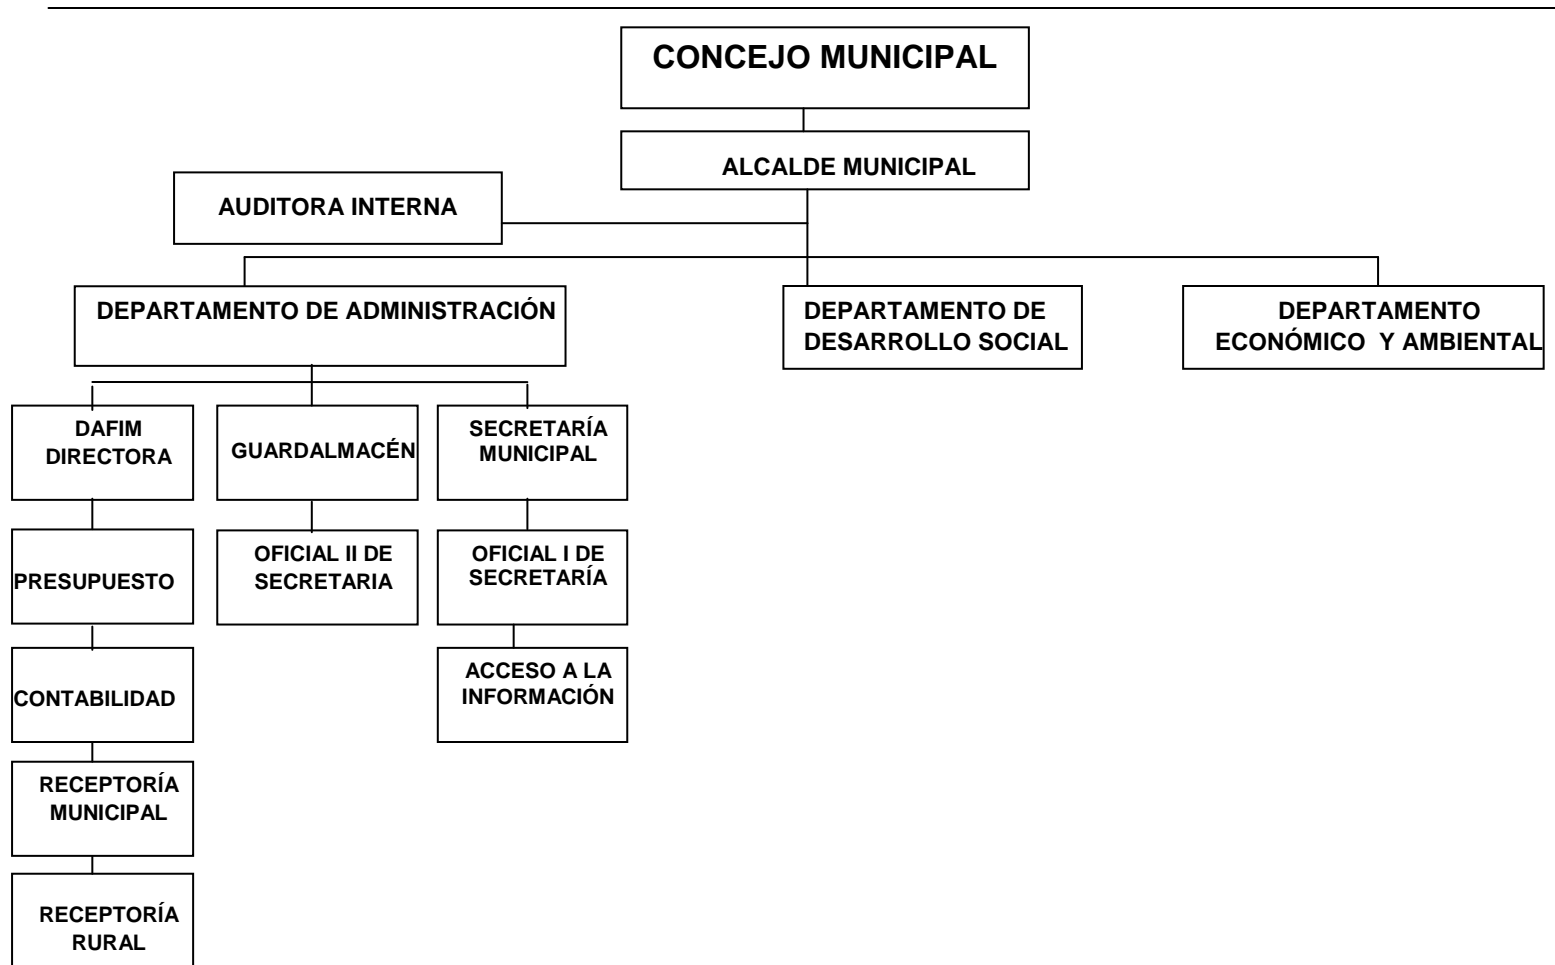 CONCEJO MUNICIPAL
ALCALDE MUNICIPAL
AUDITORA INTERNA
DEPARTAMENTO DE ADMINISTRACIÓN
DEPARTAMENTO DE
DESARROLLO SOCIAL
DEPARTAMENTO
ECONÓMICO Y AMBIENTAL
DAFIM
DIRECTORA
GUARDALMACÉN
SECRETARÍA
MUNICIPAL
PRESUPUESTO
OFICIAL II DE
SECRETARIA
OFICIAL I DE
SECRETARÍA
CONTABILIDAD
ACCESO A LA
INFORMACIÓN
RECEPTORÍA
MUNICIPAL
RECEPTORÍA
RURAL